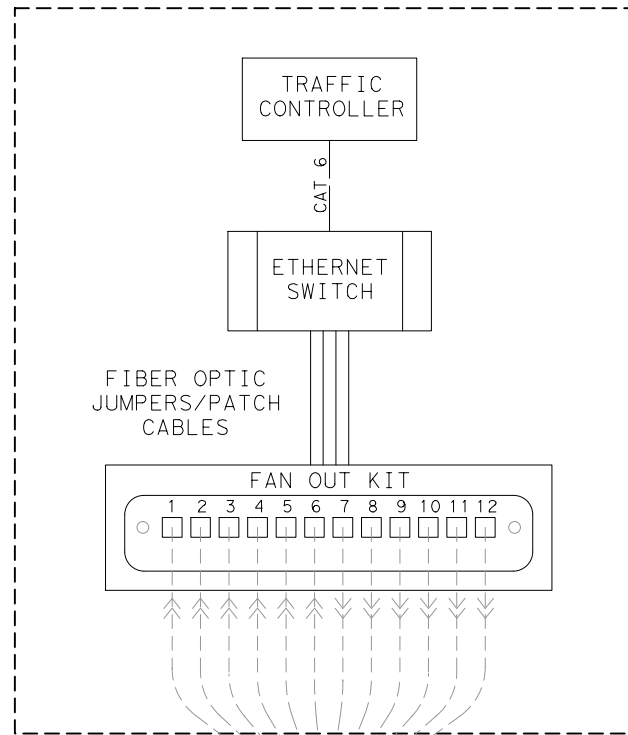 TRAFFIC
CONTROLLER
CAT 6
ETHERNET
SWITCH
FIBER OPTIC
JUMPERS/PATCH
CABLES
FAN OUT KIT
1 2 3 4 5 6 7 8 9 10 11 12